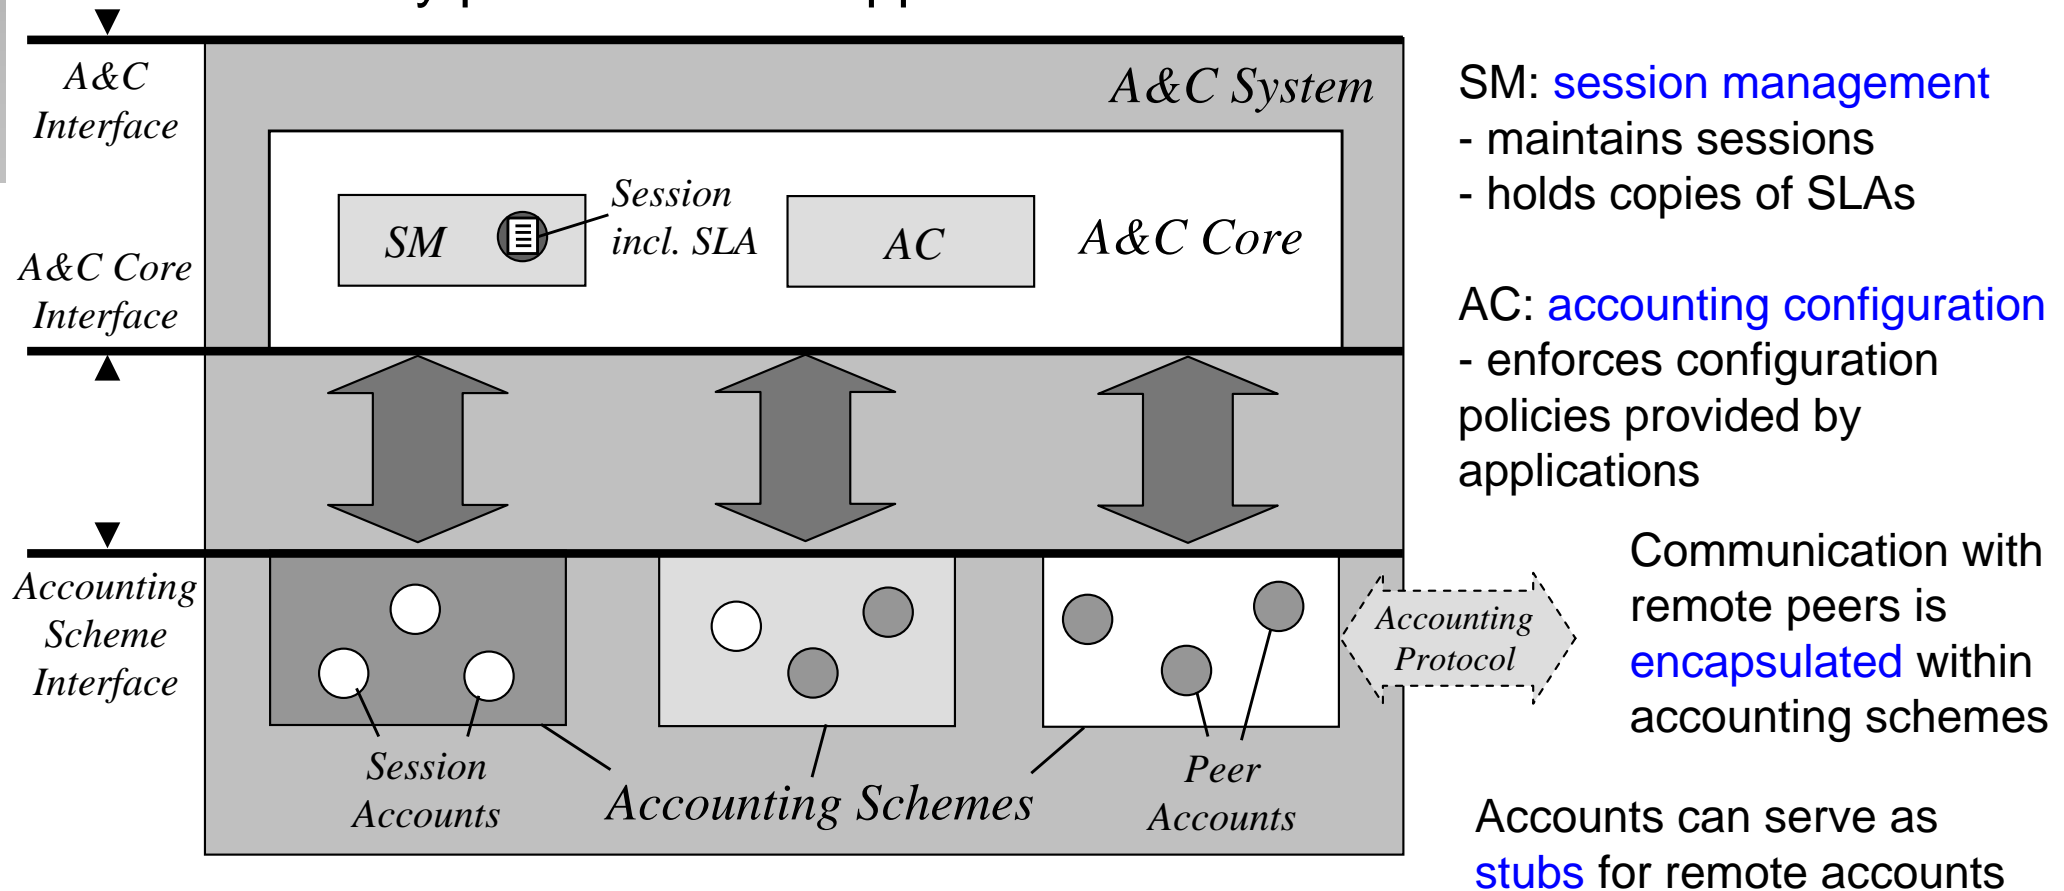 A&C
Interface
A&C System
Session
incl. SLA
SM
AC
A&C Core
A&C Core
Interface
Accounting
Scheme
Interface
Session
Accounts
Accounting Schemes
Peer
Accounts
Accounting
Protocol
SM: session management
- maintains sessions
- holds copies of SLAs
AC: accounting configuration
- enforces configuration
policies provided by
applications
Communication with
remote peers is
encapsulated within
accounting schemes
Accounts can serve as
stubs for remote accounts